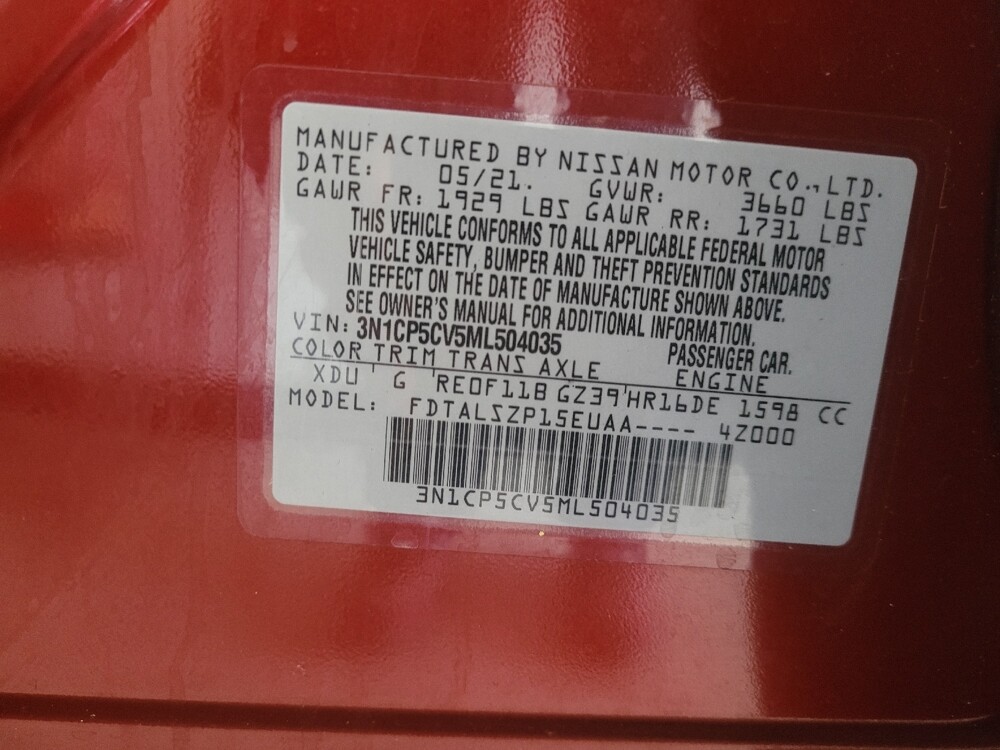 MANUFACTURED BY NISSAN MOTOR CO., LTD.
DATE: 05/21. GVWR: 3660 LBS
GAWR FR: 1929 LBS GAWR RR: 1731 LBS
THIS VEHICLE CONFORMS TO ALL APPLICABLE FEDERAL MOTOR
VEHICLE SAFETY, BUMPER AND THEFT PREVENTION STANDARDS
IN EFFECT ON THE DATE OF MANUFACTURE SHOWN ABOVE.
SEE OWNER'S MANUAL FOR ADDITIONAL INFORMATION.
VIN: 3N1CP5CV5ML504035 PASSENGER CAR.
COLOR TRIM TRANS AXLE ENGINE
XDU ' G 'RE0F11B GZ39'HR16DE 1598 CC
MODEL: FDTALSZP15EUAA---- 4Z000
3N1CP5CV5ML504035